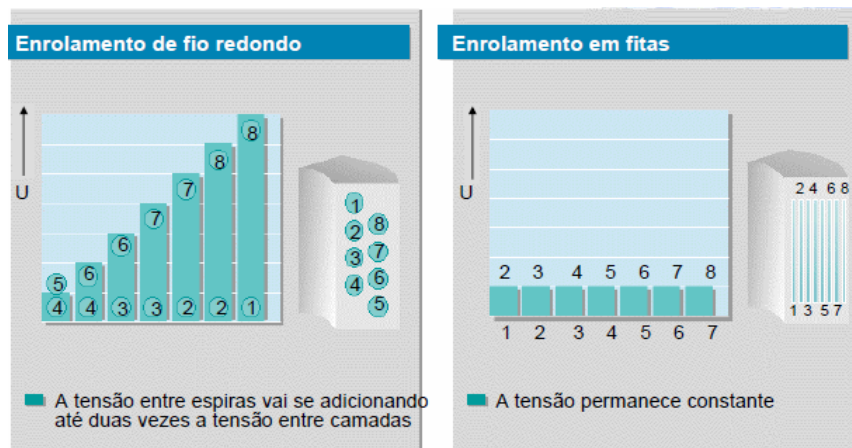 Enrolamento de fio redondo
U
5 6 6 7 7 8 8
4 4 3 3 2 2 1
1
2
3
4
8
7
6
5
A tensão entre espiras vai se adicionando
até duas vezes a tensão entre camadas
Enrolamento em fitas
U
2 3 4 5 6 7 8
1 2 3 4 5 6 7
2 4 6 8
1 3 5 7
A tensão permanece constante